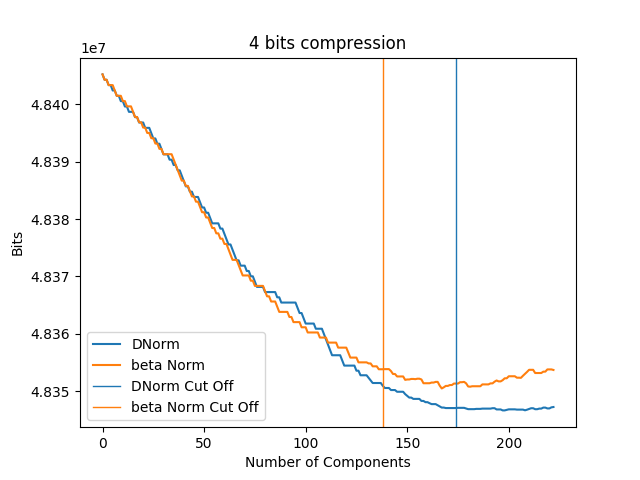 4 bits compression
1e7
4.840
4.839
4.838
4.837
4.836
4.835
Bits
DNorm
beta Norm
DNorm Cut Off
beta Norm Cut Off
0 50 100 150 200
Number of Components